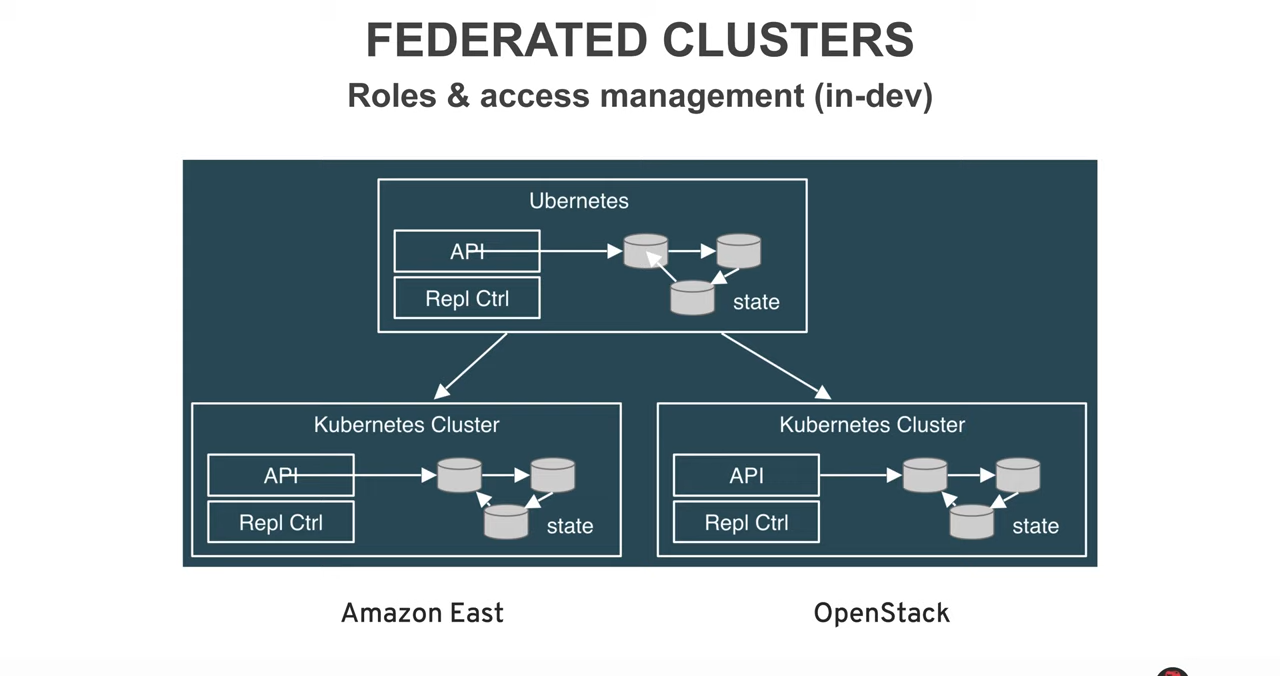 FEDERATED CLUSTERS
Roles & access management (in-dev)
Ubernetes
API
Repl Ctrl
state
Kubernetes Cluster
API
Repl Ctrl
state
Kubernetes Cluster
API
Repl Ctrl
state
Amazon East
OpenStack